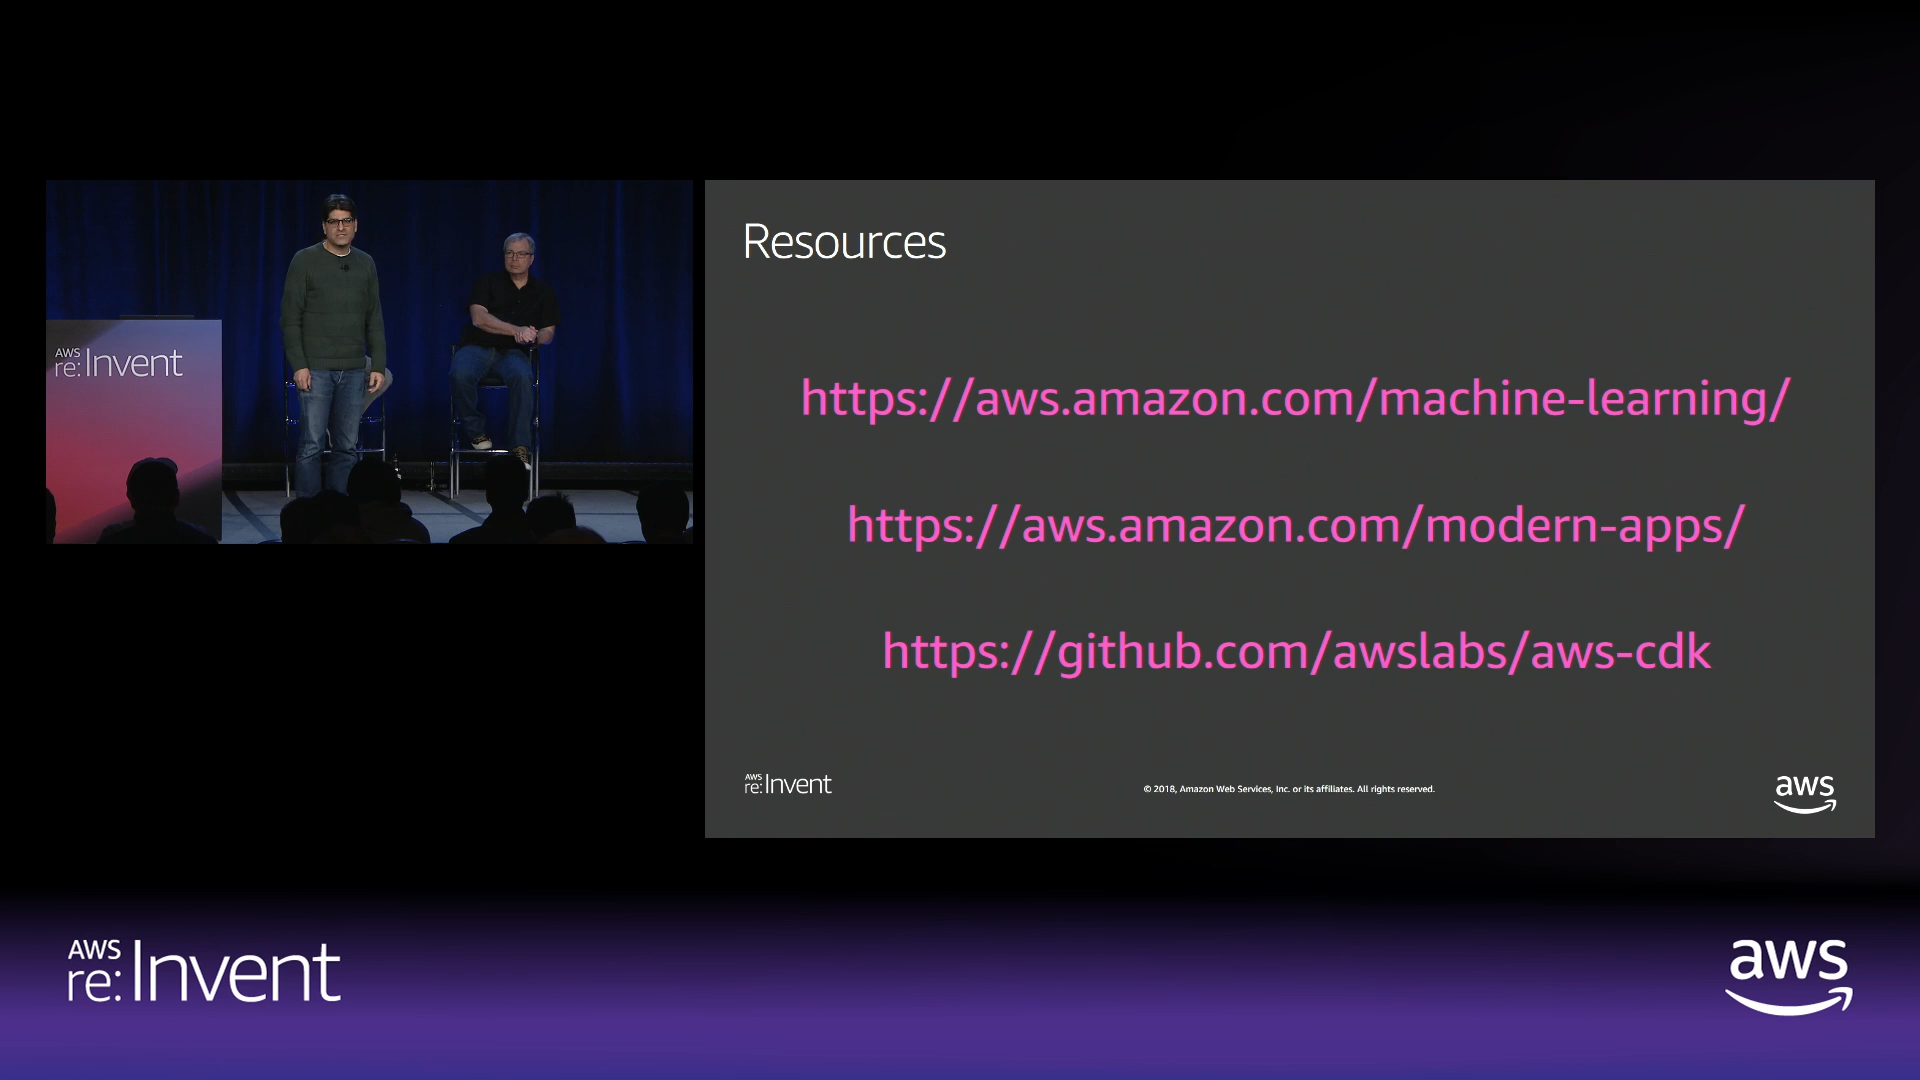 AWS
re:Invent
Resources
https://aws.amazon.com/machine-learning/
https://aws.amazon.com/modern-apps/
https://github.com/awslabs/aws-cdk
AWS
re:Invent
© 2018, Amazon Web Services, Inc. or its affiliates. All rights reserved.
aws
AWS
re:Invent
aws